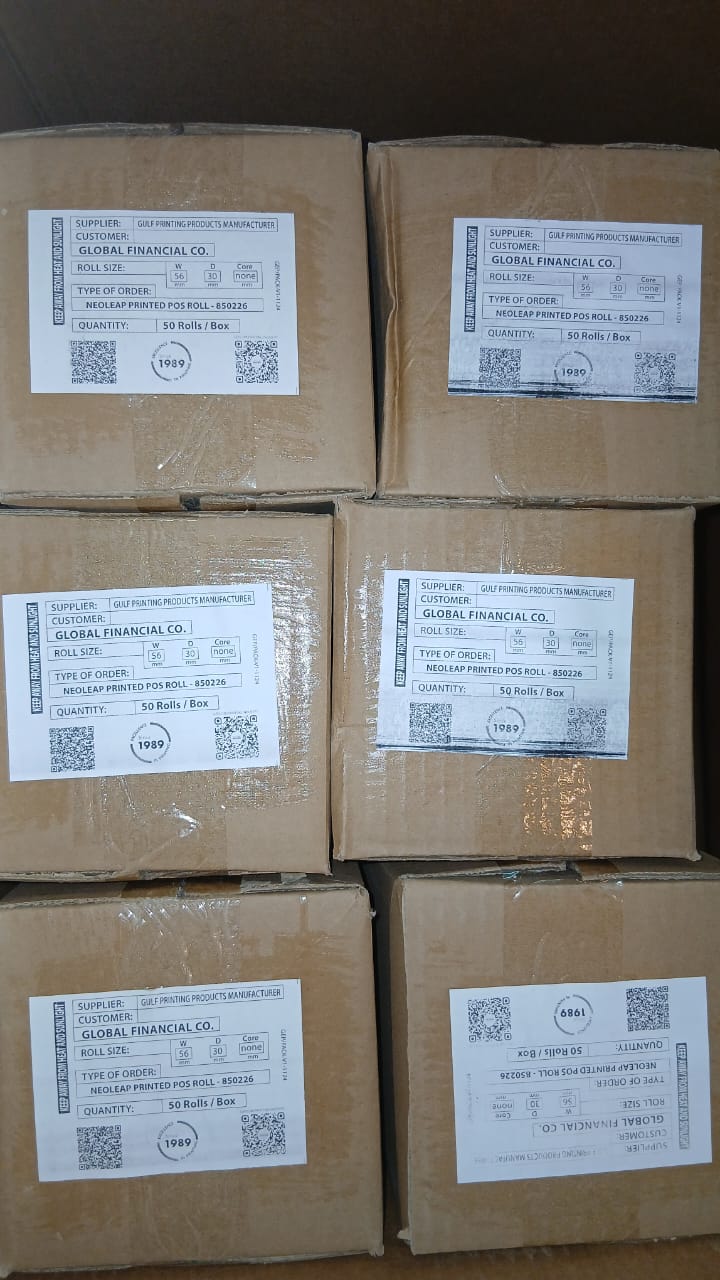 KEEP AWAY FROM HEAT AND SUNLIGHT
SUPPLIER: GULF PRINTING PRODUCTS MANUFACTURER
CUSTOMER:
GLOBAL FINANCIAL CO.
ROLL SIZE: W 56 mm D 30 mm Core none mm
TYPE OF ORDER:
NEOLEAP PRINTED POS ROLL - 850226
QUANTITY: 50 Rolls / Box
1989
KEEP AWAY FROM HEAT AND SUNLIGHT
SUPPLIER: GULF PRINTING PRODUCTS MANUFACTURER
CUSTOMER:
GLOBAL FINANCIAL CO.
ROLL SIZE: W 56 mm D 30 mm Core none mm
TYPE OF ORDER:
NEOLEAP PRINTED POS ROLL - 850226
QUANTITY: 50 Rolls / Box
1989
KEEP AWAY FROM HEAT AND SUNLIGHT
SUPPLIER: GULF PRINTING PRODUCTS MANUFACTURER
CUSTOMER:
GLOBAL FINANCIAL CO.
ROLL SIZE: W 56 mm D 30 mm Core none mm
TYPE OF ORDER:
NEOLEAP PRINTED POS ROLL - 850226
QUANTITY: 50 Rolls / Box
1989
KEEP AWAY FROM HEAT AND SUNLIGHT
SUPPLIER: GULF PRINTING PRODUCTS MANUFACTURER
CUSTOMER:
GLOBAL FINANCIAL CO.
ROLL SIZE: W 56 mm D 30 mm Core none mm
TYPE OF ORDER:
NEOLEAP PRINTED POS ROLL - 850226
QUANTITY: 50 Rolls / Box
1989
KEEP AWAY FROM HEAT AND SUNLIGHT
SUPPLIER: GULF PRINTING PRODUCTS MANUFACTURER
CUSTOMER:
GLOBAL FINANCIAL CO.
ROLL SIZE: W 56 mm D 30 mm Core none mm
TYPE OF ORDER:
NEOLEAP PRINTED POS ROLL - 850226
QUANTITY: 50 Rolls / Box
1989
KEEP AWAY FROM HEAT AND SUNLIGHT
SUPPLIER: PRINTING PRODUCTS
CUSTOMER:
GLOBAL FINANCIAL CO.
ROLL SIZE: W 56 mm D 30 mm Core none mm
TYPE OF ORDER:
NEOLEAP PRINTED POS ROLL - 850226
QUANTITY: 50 Rolls / Box
1989